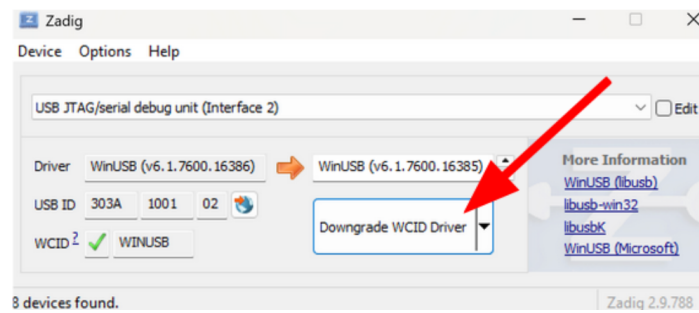 Zadig
Device Options Help
USB JTAG/serial debug unit (Interface 2)
Edit
Driver WinUSB (v6.1.7600.16386) WinUSB (v6.1.7600.16385)
USB ID 303A 1001 02
WCID ? WINUSB
Downgrade WCID Driver
More Information
WinUSB (libusb)
libusb-win32
libusbK
WinUSB (Microsoft)
8 devices found.
Zadig 2.9.788